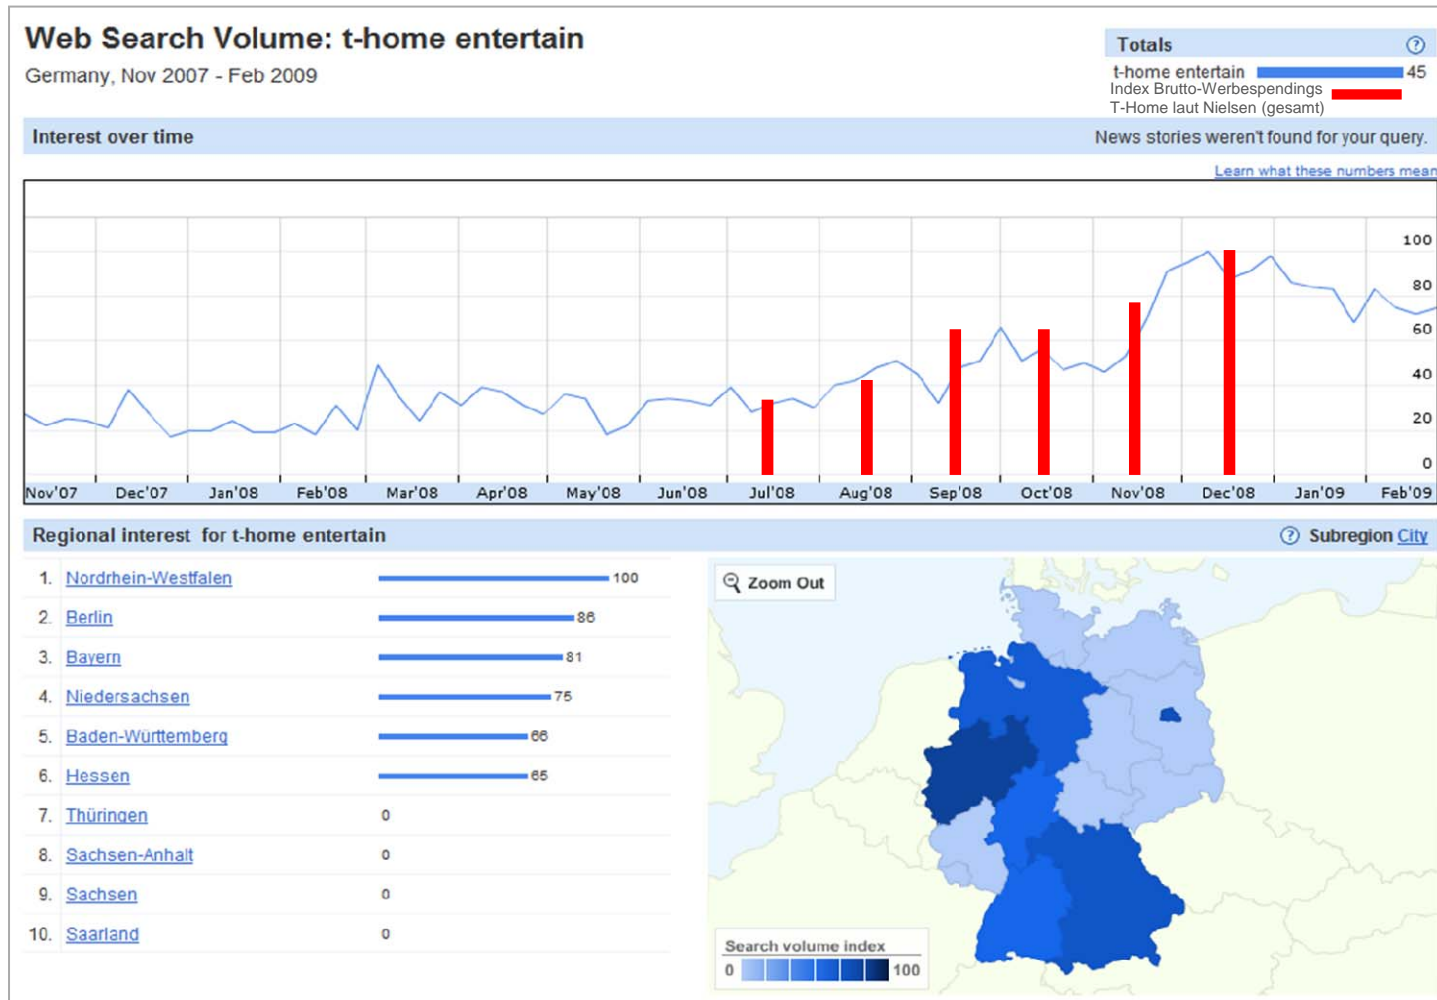 Web Search Volume: t-home entertain
Germany, Nov 2007 - Feb 2009
Totals ?
t-home entertain 45
Index Brutto-Werbespendings
T-Home laut Nielsen (gesamt)
Interest over time News stories weren't found for your query.
Learn what these numbers mean
100
80
60
40
20
0
Nov'07 Dec'07 Jan'08 Feb'08 Mar'08 Apr'08 May'08 Jun'08 Jul'08 Aug'08 Sep'08 Oct'08 Nov'08 Dec'08 Jan'09 Feb'09
Regional interest for t-home entertain ? Subregion City
1. Nordrhein-Westfalen 100
2. Berlin 86
3. Bayern 81
4. Niedersachsen 75
5. Baden-Württemberg 66
6. Hessen 65
7. Thüringen 0
8. Sachsen-Anhalt 0
9. Sachsen 0
10. Saarland 0
Zoom Out
Search volume index
0 100